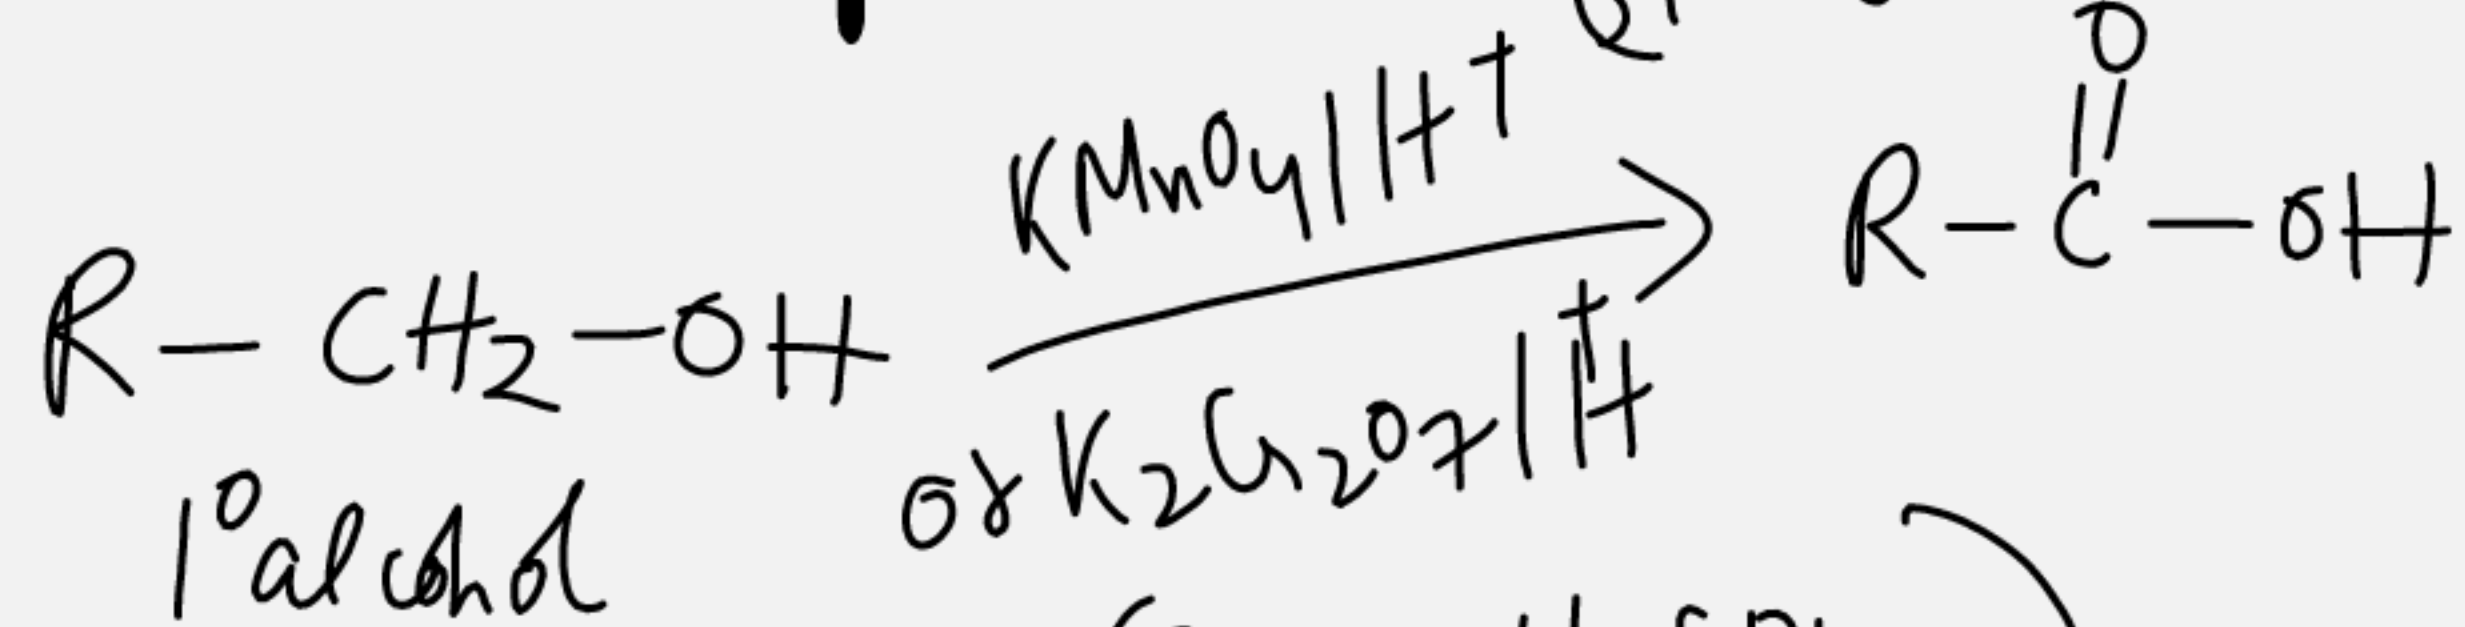 KMnO4 / H+
O
||
R - CH2 - OH → R - C - OH
or K2Cr2O7 / H+
1° alcohol